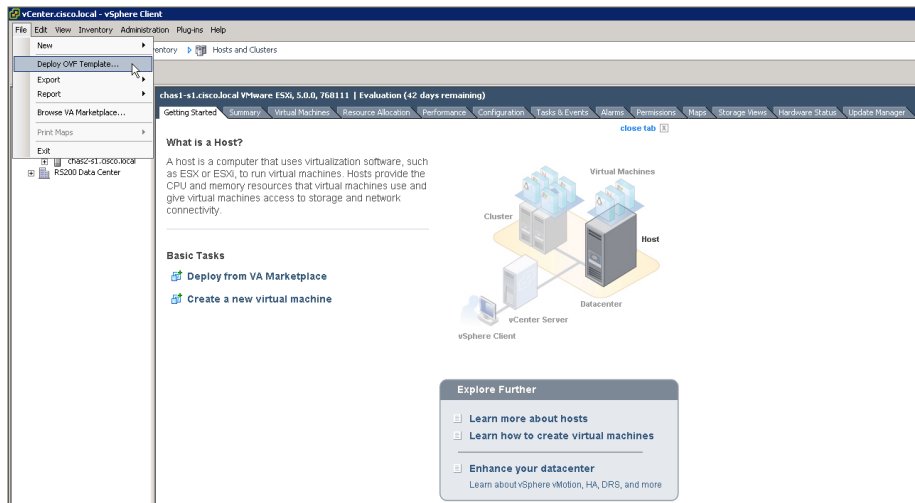 vCenter.cisco.local - vSphere Client
File Edit View Inventory Administration Plug-ins Help
New
Deploy OVF Template...
Export
Report
Browse VA Marketplace...
Print Maps
Exit
Hosts and Clusters
chas2-s1.cisco.local
R5200 Data Center
chas1-s1.cisco.local VMware ESXi, 5.0.0, 768111 | Evaluation (42 days remaining)
Getting Started Summary Virtual Machines Resource Allocation Performance Configuration Tasks & Events Alarms Permissions Maps Storage Views Hardware Status Update Manager
close tab
What is a Host?
A host is a computer that uses virtualization software, such
as ESX or ESXi, to run virtual machines. Hosts provide the
CPU and memory resources that virtual machines use and
give virtual machines access to storage and network
connectivity.
Basic Tasks
Deploy from VA Marketplace
Create a new virtual machine
Virtual Machines
Cluster
Host
Datacenter
vCenter Server
vSphere Client
Explore Further
Learn more about hosts
Learn how to create virtual machines
Enhance your datacenter
Learn about vSphere vMotion, HA, DRS, and more